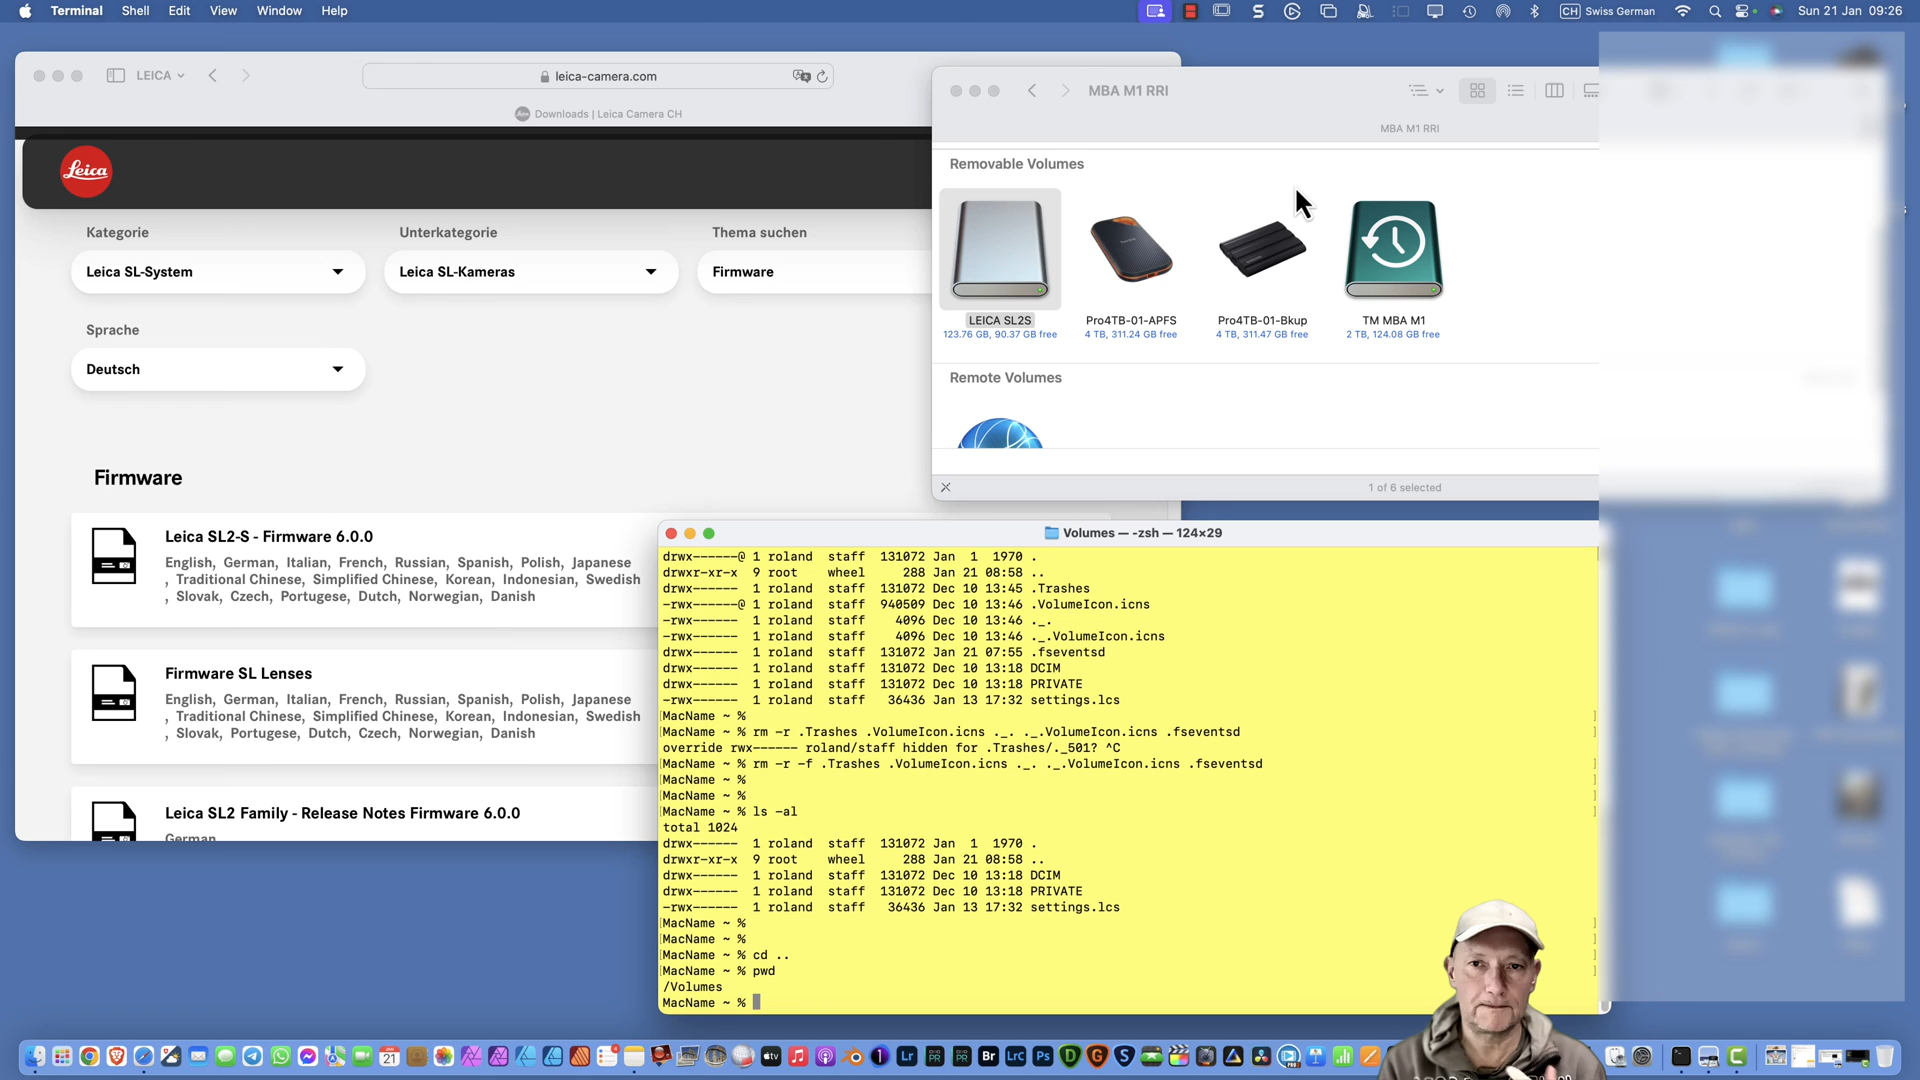 Terminal Shell Edit View Window Help
CH Swiss German Sun 21 Jan 09:26
LEICA
leica-camera.com
Downloads | Leica Camera CH
Leica
Kategorie Unterkategorie Thema suchen
Leica SL-System Leica SL-Kameras Firmware
Sprache
Deutsch
Firmware
Leica SL2-S - Firmware 6.0.0
English, German, Italian, French, Russian, Spanish, Polish, Japanese
, Traditional Chinese, Simplified Chinese, Korean, Indonesian, Swedish
, Slovak, Czech, Portugese, Dutch, Norwegian, Danish
Firmware SL Lenses
English, German, Italian, French, Russian, Spanish, Polish, Japanese
, Traditional Chinese, Simplified Chinese, Korean, Indonesian, Swedish
, Slovak, Portugese, Dutch, Czech, Norwegian, Danish
Leica SL2 Family - Release Notes Firmware 6.0.0
German
MBA M1 RRI
MBA M1 RRI
Removable Volumes
LEICA SL2S Pro4TB-01-APFS Pro4TB-01-Bkup TM MBA M1
123.76 GB, 90.37 GB free 4 TB, 311.24 GB free 4 TB, 311.47 GB free 2 TB, 124.08 GB free
Remote Volumes
1 of 6 selected
Volumes — -zsh — 124×29
drwx------@ 1 roland staff 131072 Jan 1 1970 .
drwxr-xr-x 9 root wheel 288 Jan 21 08:58 ..
drwx------ 1 roland staff 131072 Dec 10 13:45 .Trashes
-rwx------@ 1 roland staff 940509 Dec 10 13:46 .VolumeIcon.icns
-rwx------ 1 roland staff 4096 Dec 10 13:46 ._.
-rwx------ 1 roland staff 4096 Dec 10 13:46 ._.VolumeIcon.icns
drwx------ 1 roland staff 131072 Jan 21 07:55 .fseventsd
drwx------ 1 roland staff 131072 Dec 10 13:18 DCIM
drwx------ 1 roland staff 131072 Dec 10 13:18 PRIVATE
-rwx------ 1 roland staff 36436 Jan 13 17:32 settings.lcs
[MacName ~ % ]
[MacName ~ % rm -r .Trashes .VolumeIcon.icns ._. ._.VolumeIcon.icns .fseventsd ]
override rwx------ roland/staff hidden for .Trashes/._501? ^C
[MacName ~ % rm -r -f .Trashes .VolumeIcon.icns ._. ._.VolumeIcon.icns .fseventsd ]
[MacName ~ % ]
[MacName ~ % ]
[MacName ~ % ls -al ]
total 1024
drwx------ 1 roland staff 131072 Jan 1 1970 .
drwxr-xr-x 9 root wheel 288 Jan 21 08:58 ..
drwx------ 1 roland staff 131072 Dec 10 13:18 DCIM
drwx------ 1 roland staff 131072 Dec 10 13:18 PRIVATE
-rwx------ 1 roland staff 36436 Jan 13 17:32 settings.lcs
[MacName ~ % ]
[MacName ~ % ]
[MacName ~ % cd .. ]
[MacName ~ % pwd ]
/Volumes
MacName ~ %